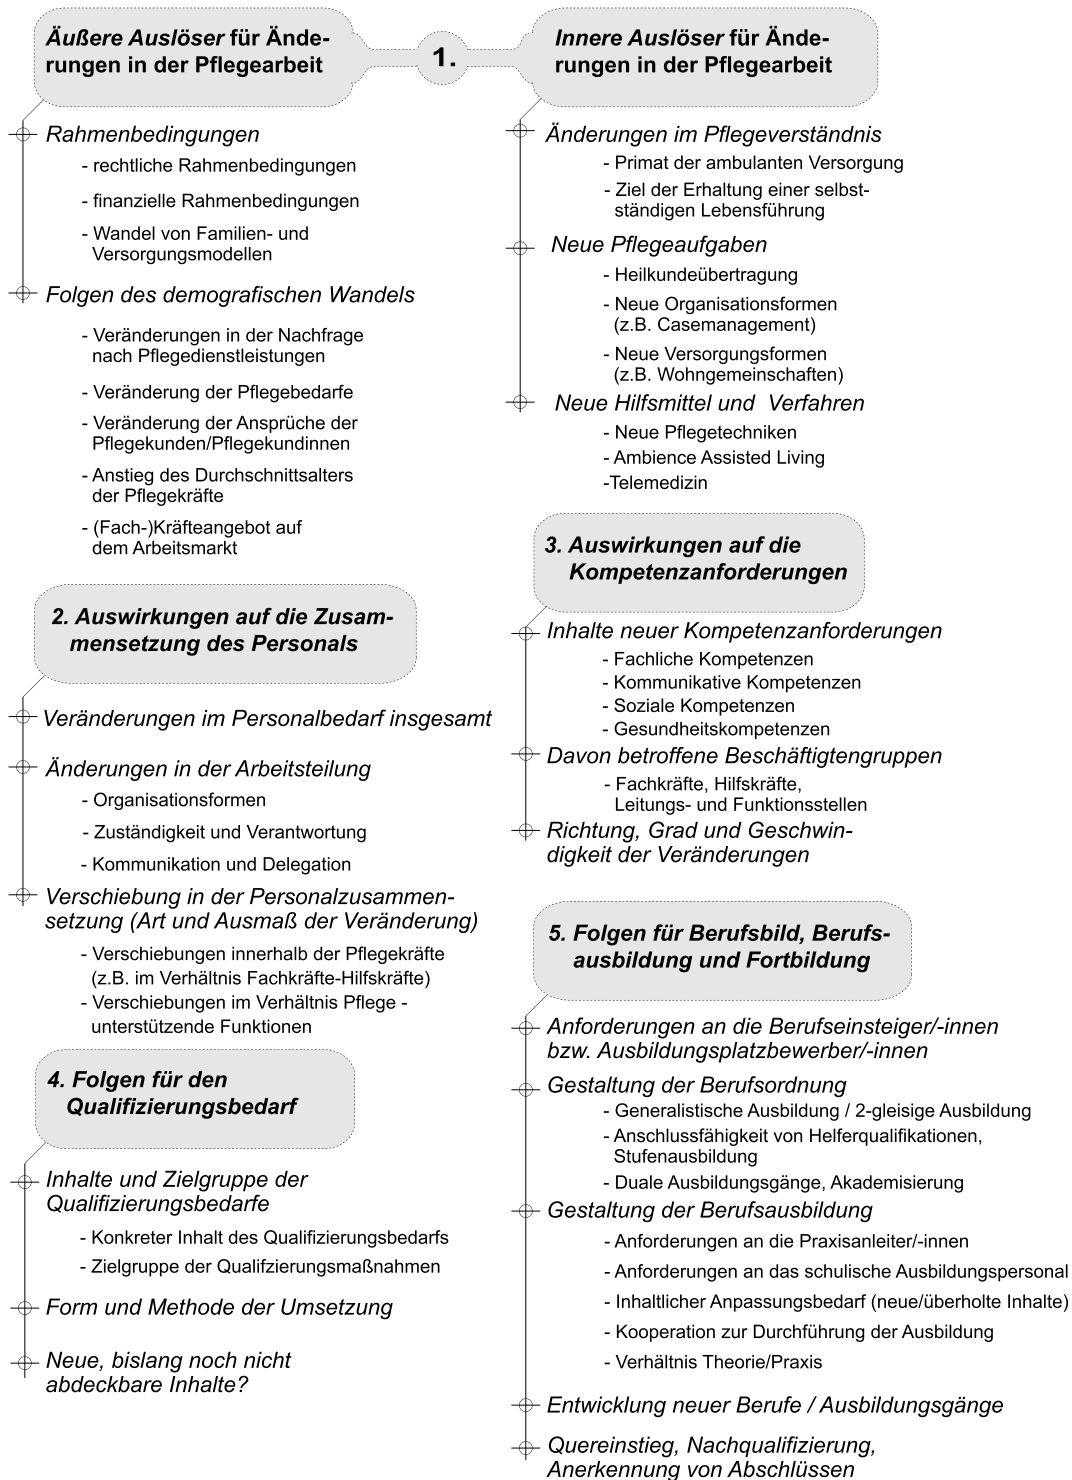 Äußere Auslöser für Ände-
rungen in der Pflegearbeit
1.
Innere Auslöser für Ände-
rungen in der Pflegearbeit
Rahmenbedingungen
- rechtliche Rahmenbedingungen
- finanzielle Rahmenbedingungen
- Wandel von Familien- und
Versorgungsmodellen
Folgen des demografischen Wandels
- Veränderungen in der Nachfrage
nach Pflegedienstleistungen
- Veränderung der Pflegebedarfe
- Veränderung der Ansprüche der
Pflegekunden/Pflegekundinnen
- Anstieg des Durchschnittsalters
der Pflegekräfte
- (Fach-)Kräfteangebot auf
dem Arbeitsmarkt
Änderungen im Pflegeverständnis
- Primat der ambulanten Versorgung
- Ziel der Erhaltung einer selbst-
ständigen Lebensführung
Neue Pflegeaufgaben
- Heilkundeübertragung
- Neue Organisationsformen
(z.B. Casemanagement)
- Neue Versorgungsformen
(z.B. Wohngemeinschaften)
Neue Hilfsmittel und Verfahren
- Neue Pflegetechniken
- Ambience Assisted Living
-Telemedizin
2. Auswirkungen auf die Zusam-
mensetzung des Personals
Veränderungen im Personalbedarf insgesamt
Änderungen in der Arbeitsteilung
- Organisationsformen
- Zuständigkeit und Verantwortung
- Kommunikation und Delegation
Verschiebung in der Personalzusammen-
setzung (Art und Ausmaß der Veränderung)
- Verschiebungen innerhalb der Pflegekräfte
(z.B. im Verhältnis Fachkräfte-Hilfskräfte)
- Verschiebungen im Verhältnis Pflege -
unterstützende Funktionen
3. Auswirkungen auf die
Kompetenzanforderungen
Inhalte neuer Kompetenzanforderungen
- Fachliche Kompetenzen
- Kommunikative Kompetenzen
- Soziale Kompetenzen
- Gesundheitskompetenzen
Davon betroffene Beschäftigtengruppen
- Fachkräfte, Hilfskräfte,
Leitungs- und Funktionsstellen
Richtung, Grad und Geschwin-
digkeit der Veränderungen
4. Folgen für den
Qualifizierungsbedarf
Inhalte und Zielgruppe der
Qualifizierungsbedarfe
- Konkreter Inhalt des Qualifizierungsbedarfs
- Zielgruppe der Qualifzierungsmaßnahmen
Form und Methode der Umsetzung
Neue, bislang noch nicht
abdeckbare Inhalte?
5. Folgen für Berufsbild, Berufs-
ausbildung und Fortbildung
Anforderungen an die Berufseinsteiger/-innen
bzw. Ausbildungsplatzbewerber/-innen
Gestaltung der Berufsordnung
- Generalistische Ausbildung / 2-gleisige Ausbildung
- Anschlussfähigkeit von Helferqualifikationen,
Stufenausbildung
- Duale Ausbildungsgänge, Akademisierung
Gestaltung der Berufsausbildung
- Anforderungen an die Praxisanleiter/-innen
- Anforderungen an das schulische Ausbildungspersonal
- Inhaltlicher Anpassungsbedarf (neue/überholte Inhalte)
- Kooperation zur Durchführung der Ausbildung
- Verhältnis Theorie/Praxis
Entwicklung neuer Berufe / Ausbildungsgänge
Quereinstieg, Nachqualifizierung,
Anerkennung von Abschlüssen